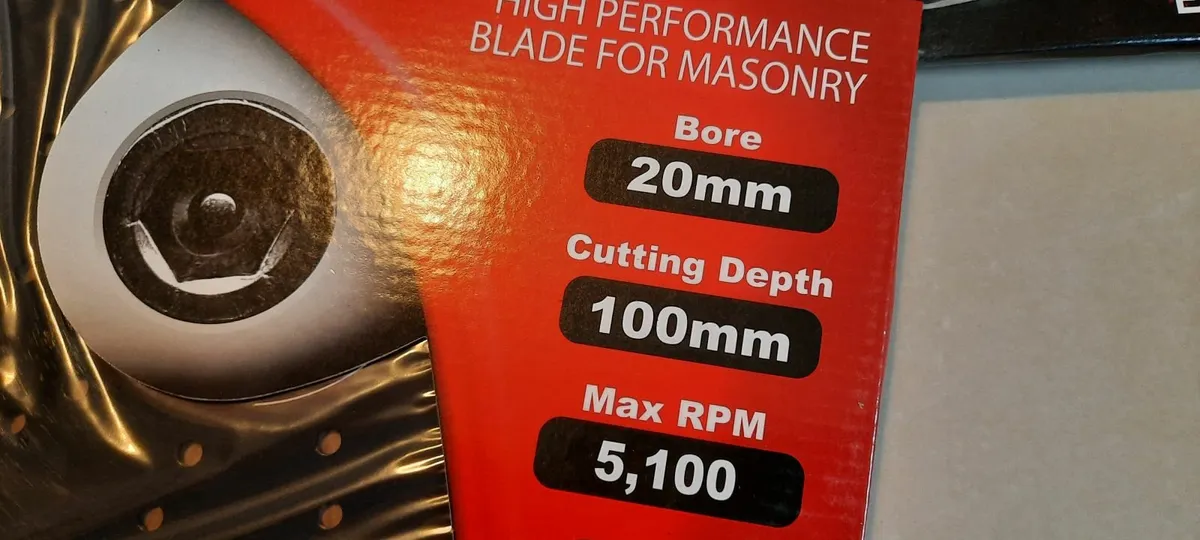 HIGH PERFORMANCE
BLADE FOR MASONRY
Bore
20mm
Cutting Depth
100mm
Max RPM
5,100